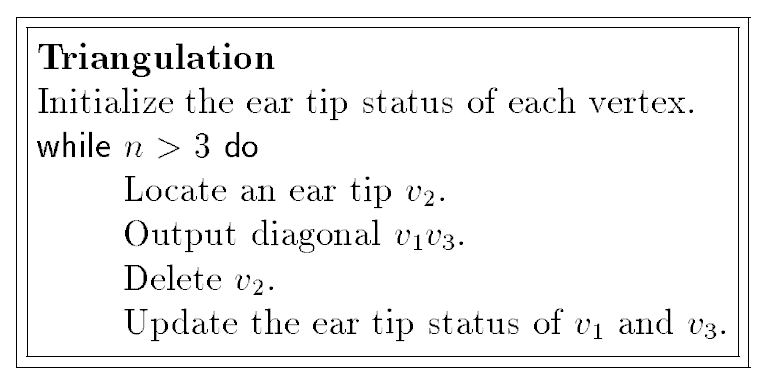 Triangulation
Initialize the ear tip status of each vertex.
while n > 3 do
Locate an ear tip v₂.
Output diagonal v₁v₃.
Delete v₂.
Update the ear tip status of v₁ and v₃.